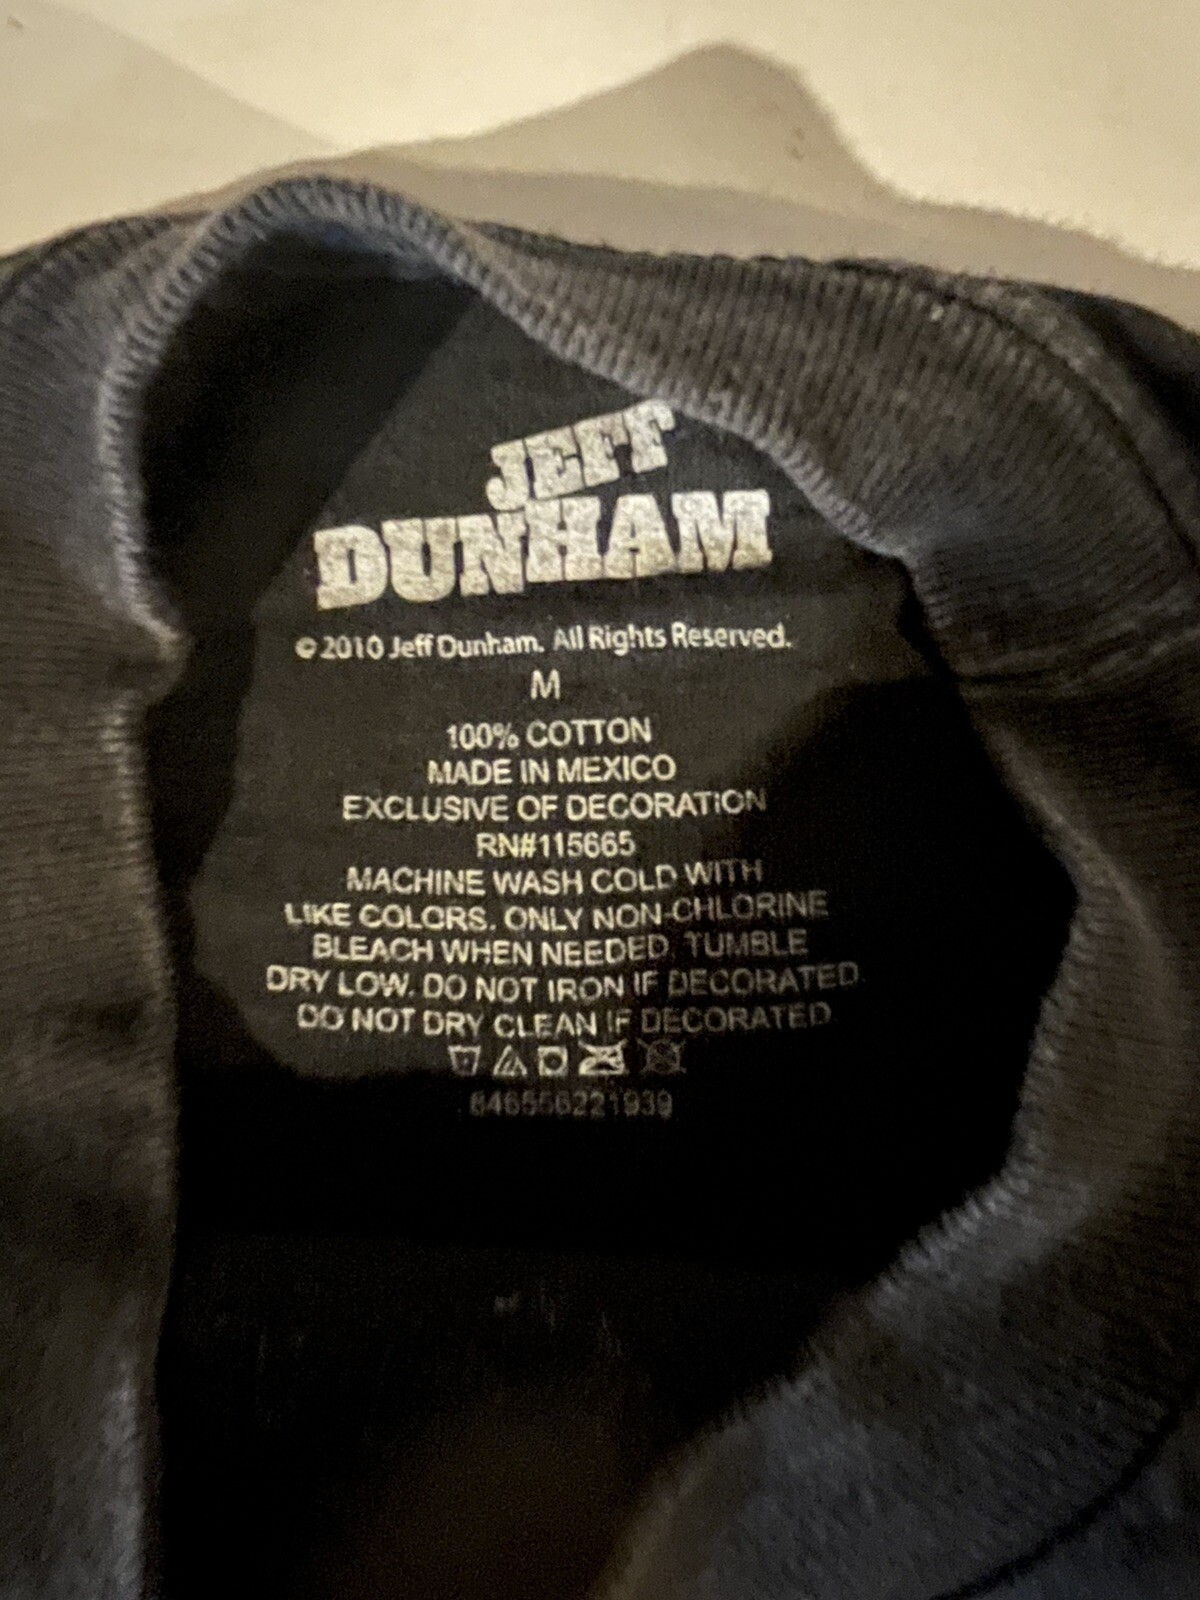 JEFF
DUNHAM
© 2010 Jeff Dunham. All Rights Reserved.
M
100% COTTON
MADE IN MEXICO
EXCLUSIVE OF DECORATION
RN#115665
MACHINE WASH COLD WITH
LIKE COLORS. ONLY NON-CHLORINE
BLEACH WHEN NEEDED, TUMBLE
DRY LOW. DO NOT IRON IF DECORATED.
DO NOT DRY CLEAN IF DECORATED.